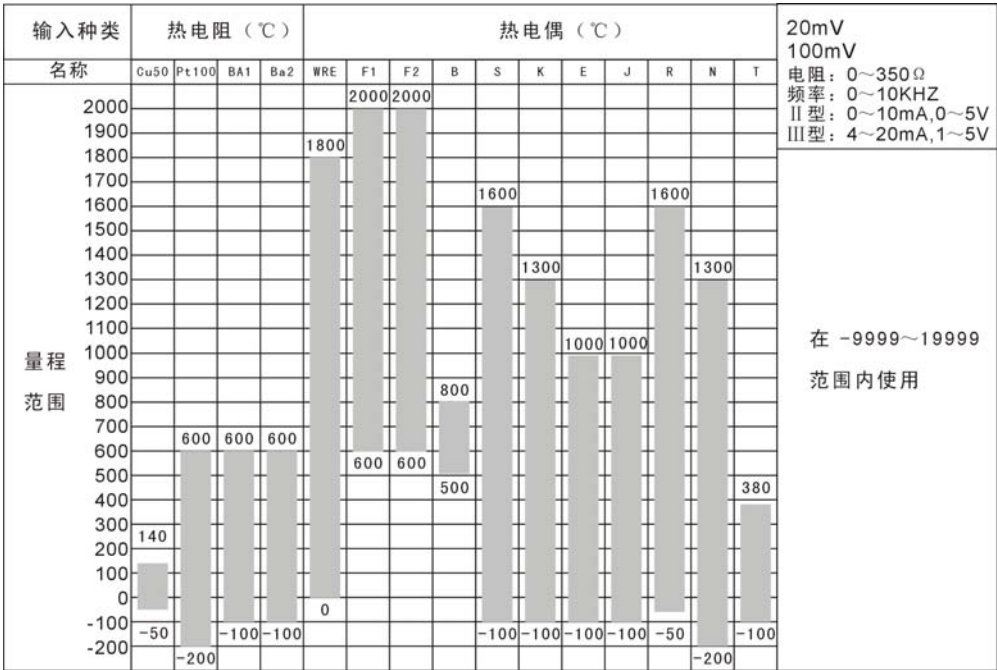 输入种类 热电阻（℃） 热电偶（℃） 20mV
100mV
电阻：0～350Ω
频率：0～10KHZ
Ⅱ型：0～10mA,0～5V
Ⅲ型：4～20mA,1～5V
名称 Cu50 Pt100 BA1 Ba2 WRE F1 F2 B S K E J R N T
量程
范围
2000 2000 2000
1900
1800 1800
1700
1600 1600 1600
1500
1400
1300 1300 1300
1200
1100
1000 1000 1000
900
800 800
700
600 600 600 600 600 600
500 500
400 380
300
200 140
100
0 0
-100 -50 -100 -100 -100 -100 -100 -100 -50 -100
-200 -200 -200
在 -9999～19999
范围内使用